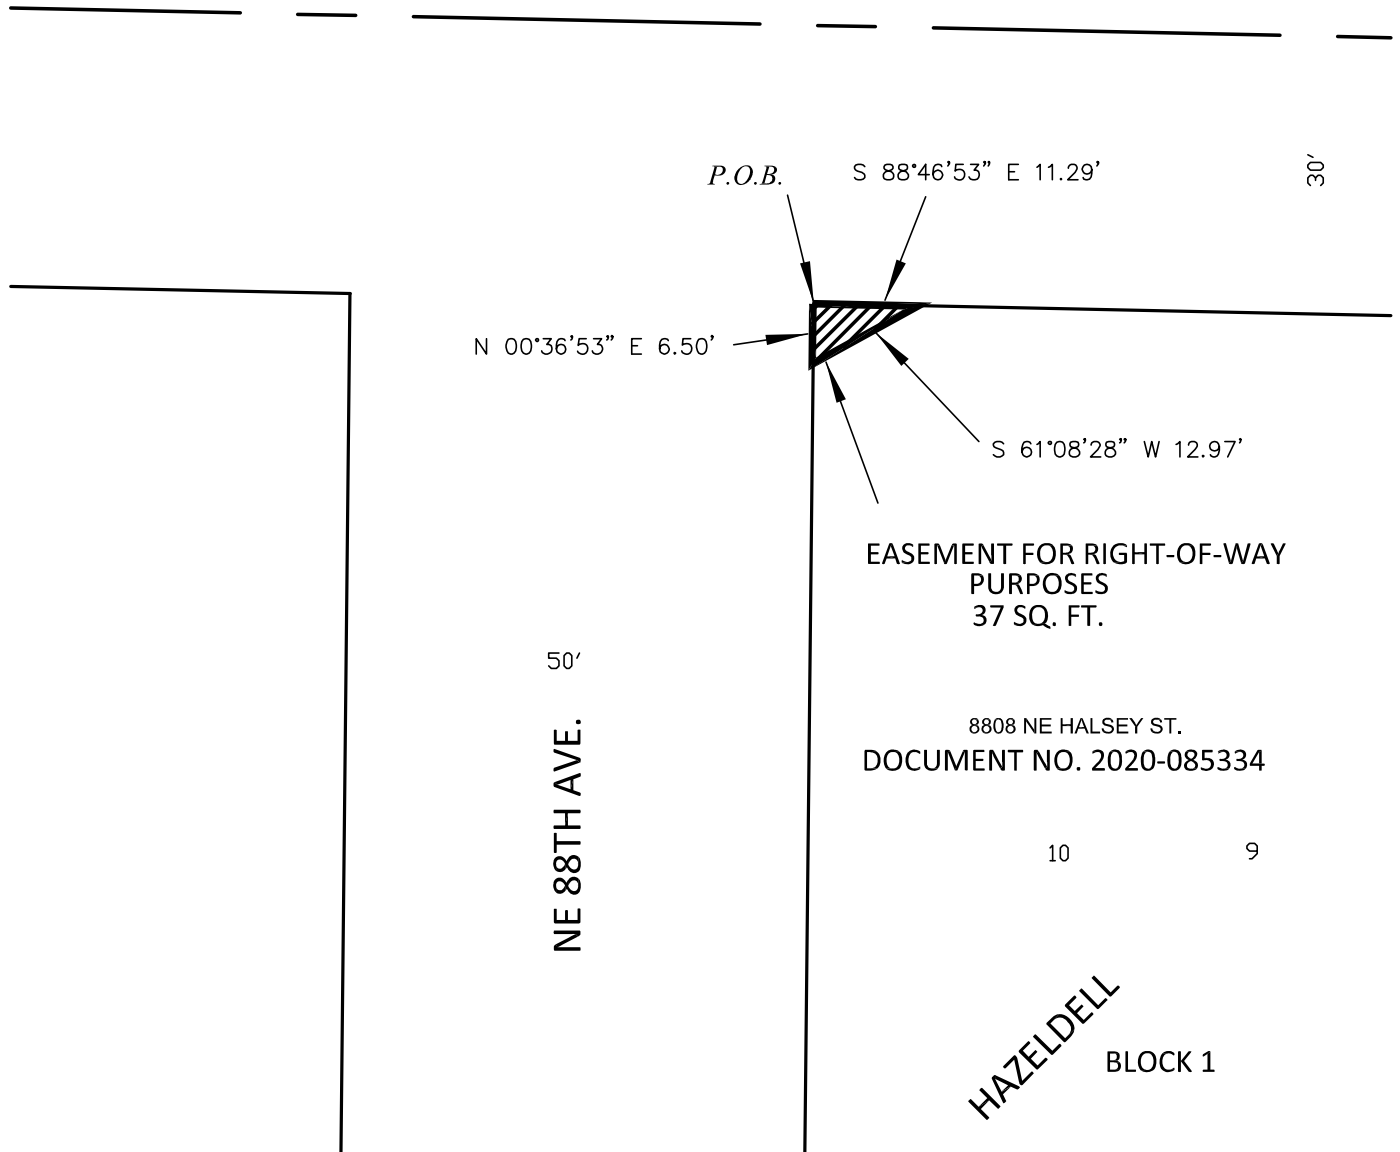 P.O.B.
S 88°46'53" E 11.29'
30'
N 00°36'53" E 6.50'
S 61°08'28" W 12.97'
EASEMENT FOR RIGHT-OF-WAY
PURPOSES
37 SQ. FT.
50'
NE 88TH AVE.
8808 NE HALSEY ST.
DOCUMENT NO. 2020-085334
10
9
HAZELDELL
BLOCK 1